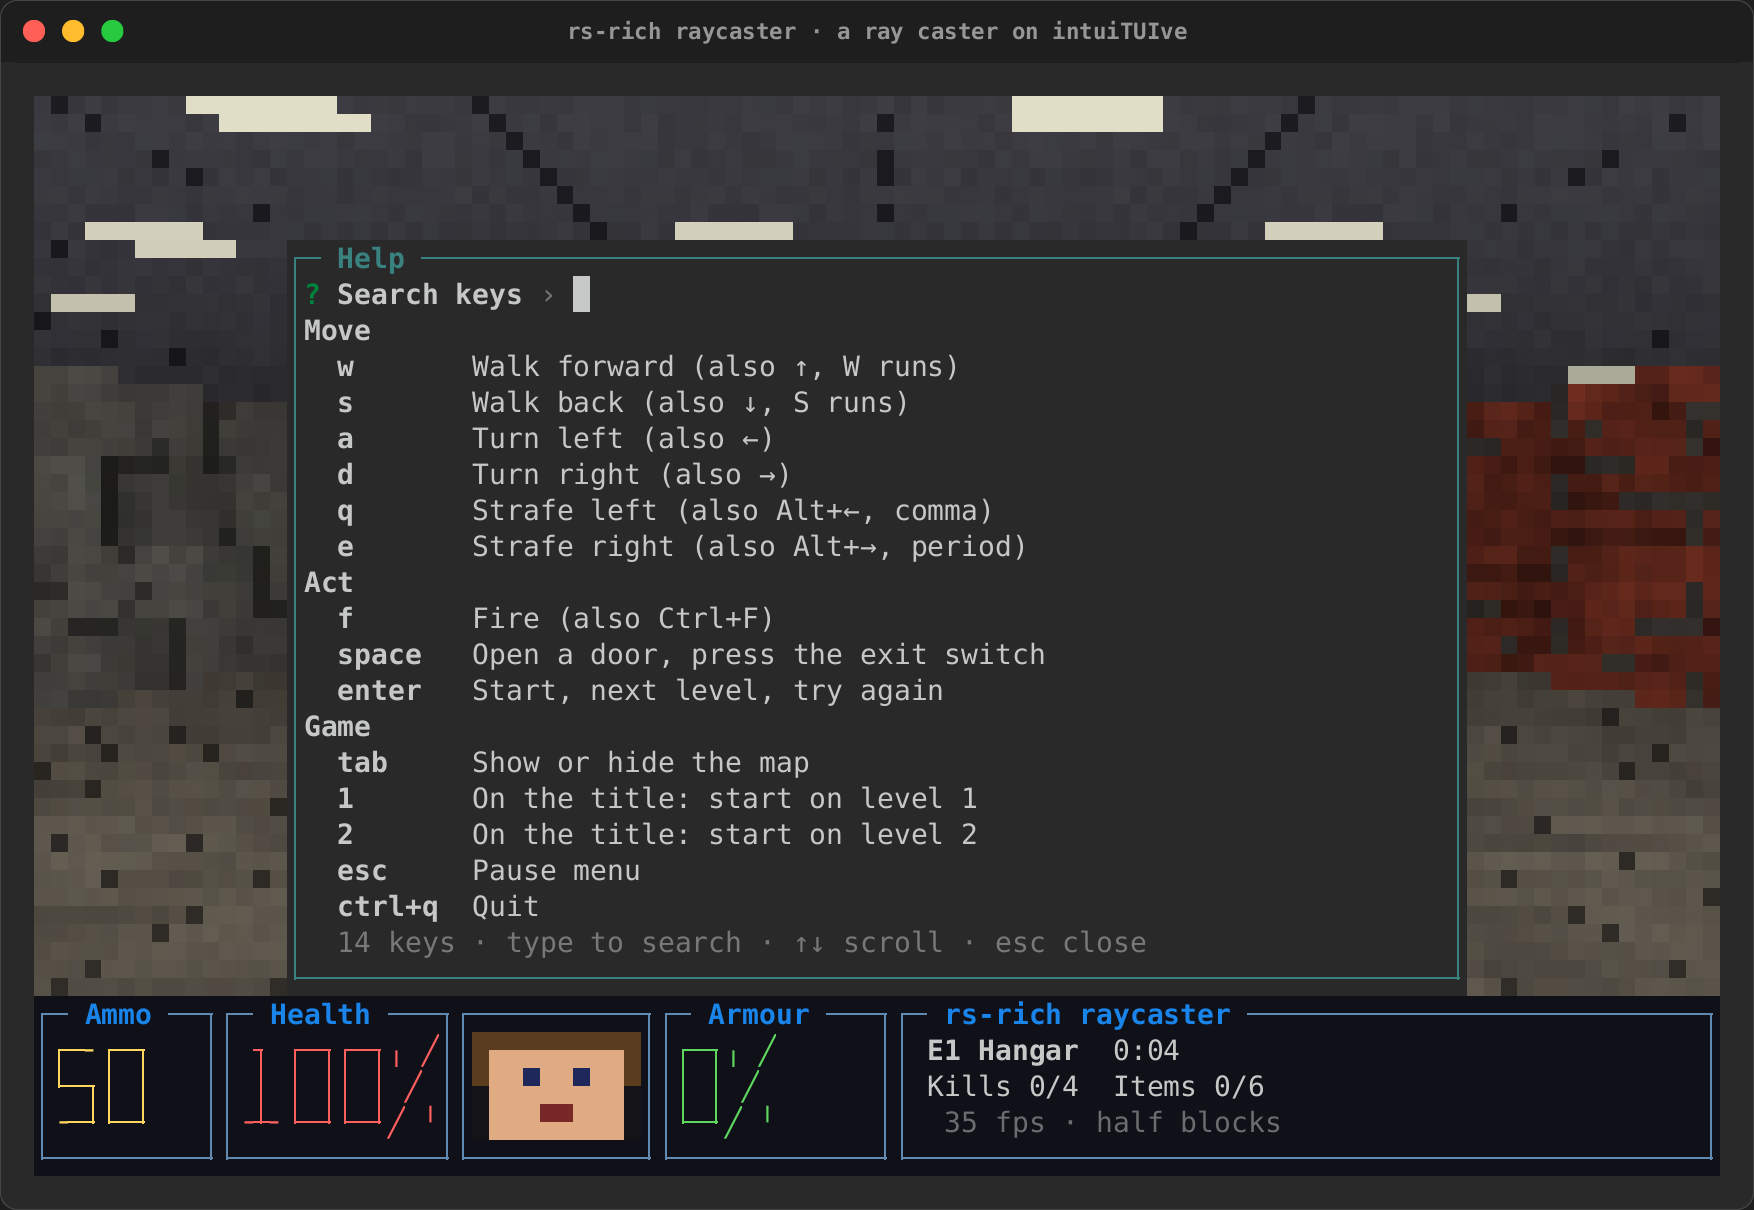 rs-rich raycaster · a ray caster on intuiTUIve
Help
? Search keys ›
Move
w Walk forward (also ↑, W runs)
s Walk back (also ↓, S runs)
a Turn left (also ←)
d Turn right (also →)
q Strafe left (also Alt+←, comma)
e Strafe right (also Alt+→, period)
Act
f Fire (also Ctrl+F)
space Open a door, press the exit switch
enter Start, next level, try again
Game
tab Show or hide the map
1 On the title: start on level 1
2 On the title: start on level 2
esc Pause menu
ctrl+q Quit
14 keys · type to search · ↑↓ scroll · esc close
Ammo
50
Health
100%
Armour
0%
rs-rich raycaster
E1 Hangar 0:04
Kills 0/4 Items 0/6
35 fps · half blocks